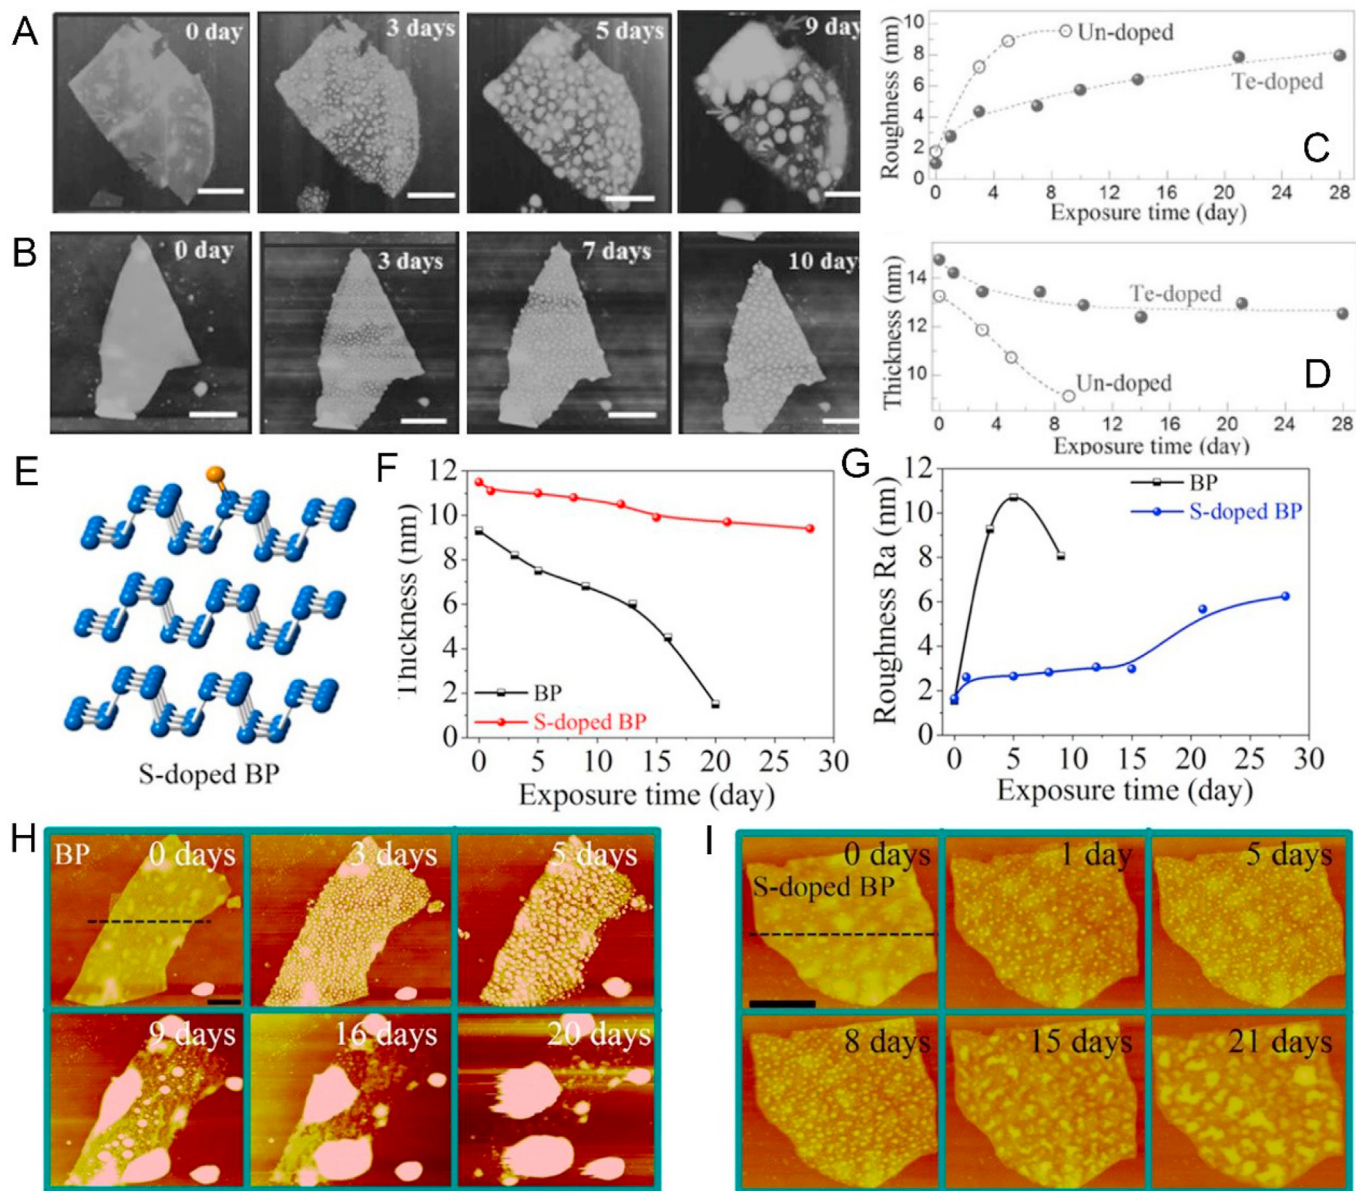 A
0 day
3 days
5 days
9 day
B
0 day
3 days
7 days
10 day
10
8
6
4
2
0
Roughness (nm)
Un-doped
Te-doped
C
0 4 8 12 16 20 24 28
Exposure time (day)
14
12
10
Thickness (nm)
Te-doped
Un-doped
D
0 4 8 12 16 20 24 28
Exposure time (day)
E
S-doped BP
F
12
10
8
6
4
2
0
Thickness (nm)
BP
S-doped BP
0 5 10 15 20 25 30
Exposure time (day)
G
12
10
8
6
4
2
0
Roughness Ra (nm)
BP
S-doped BP
0 5 10 15 20 25 30
Exposure time (day)
H
BP
0 days
3 days
5 days
9 days
16 days
20 days
I
0 days
S-doped BP
1 day
5 days
8 days
15 days
21 days